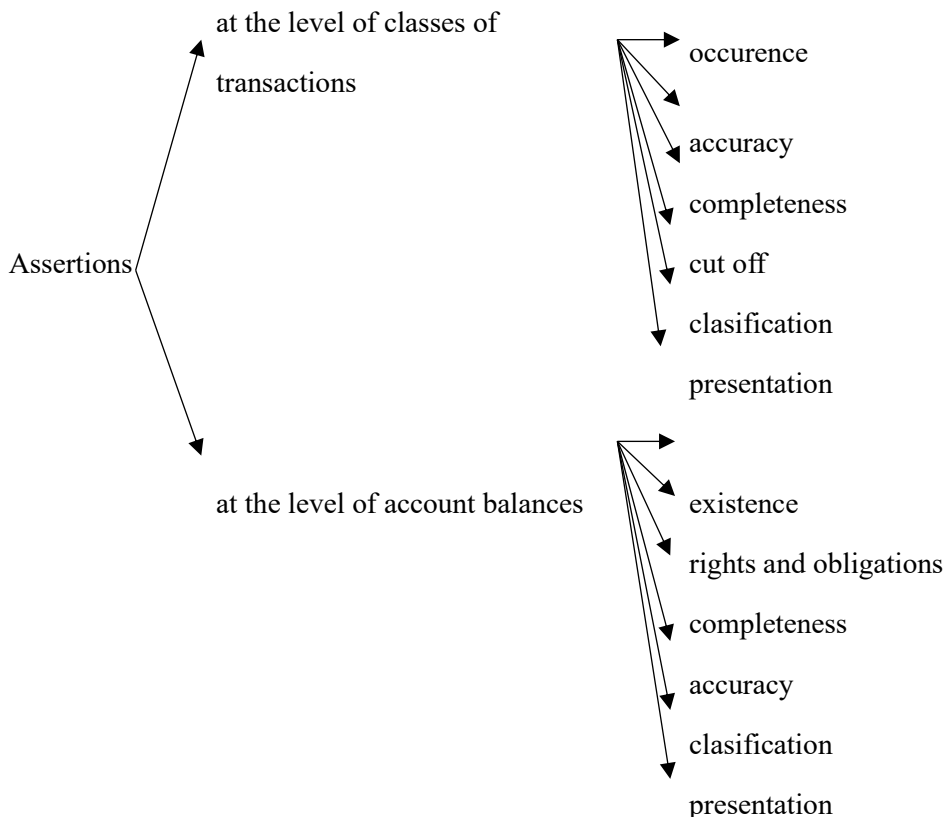 at the level of classes of
transactions
occurence
accuracy
completeness
cut off
clasification
presentation
Assertions
at the level of account balances
existence
rights and obligations
completeness
accuracy
clasification
presentation